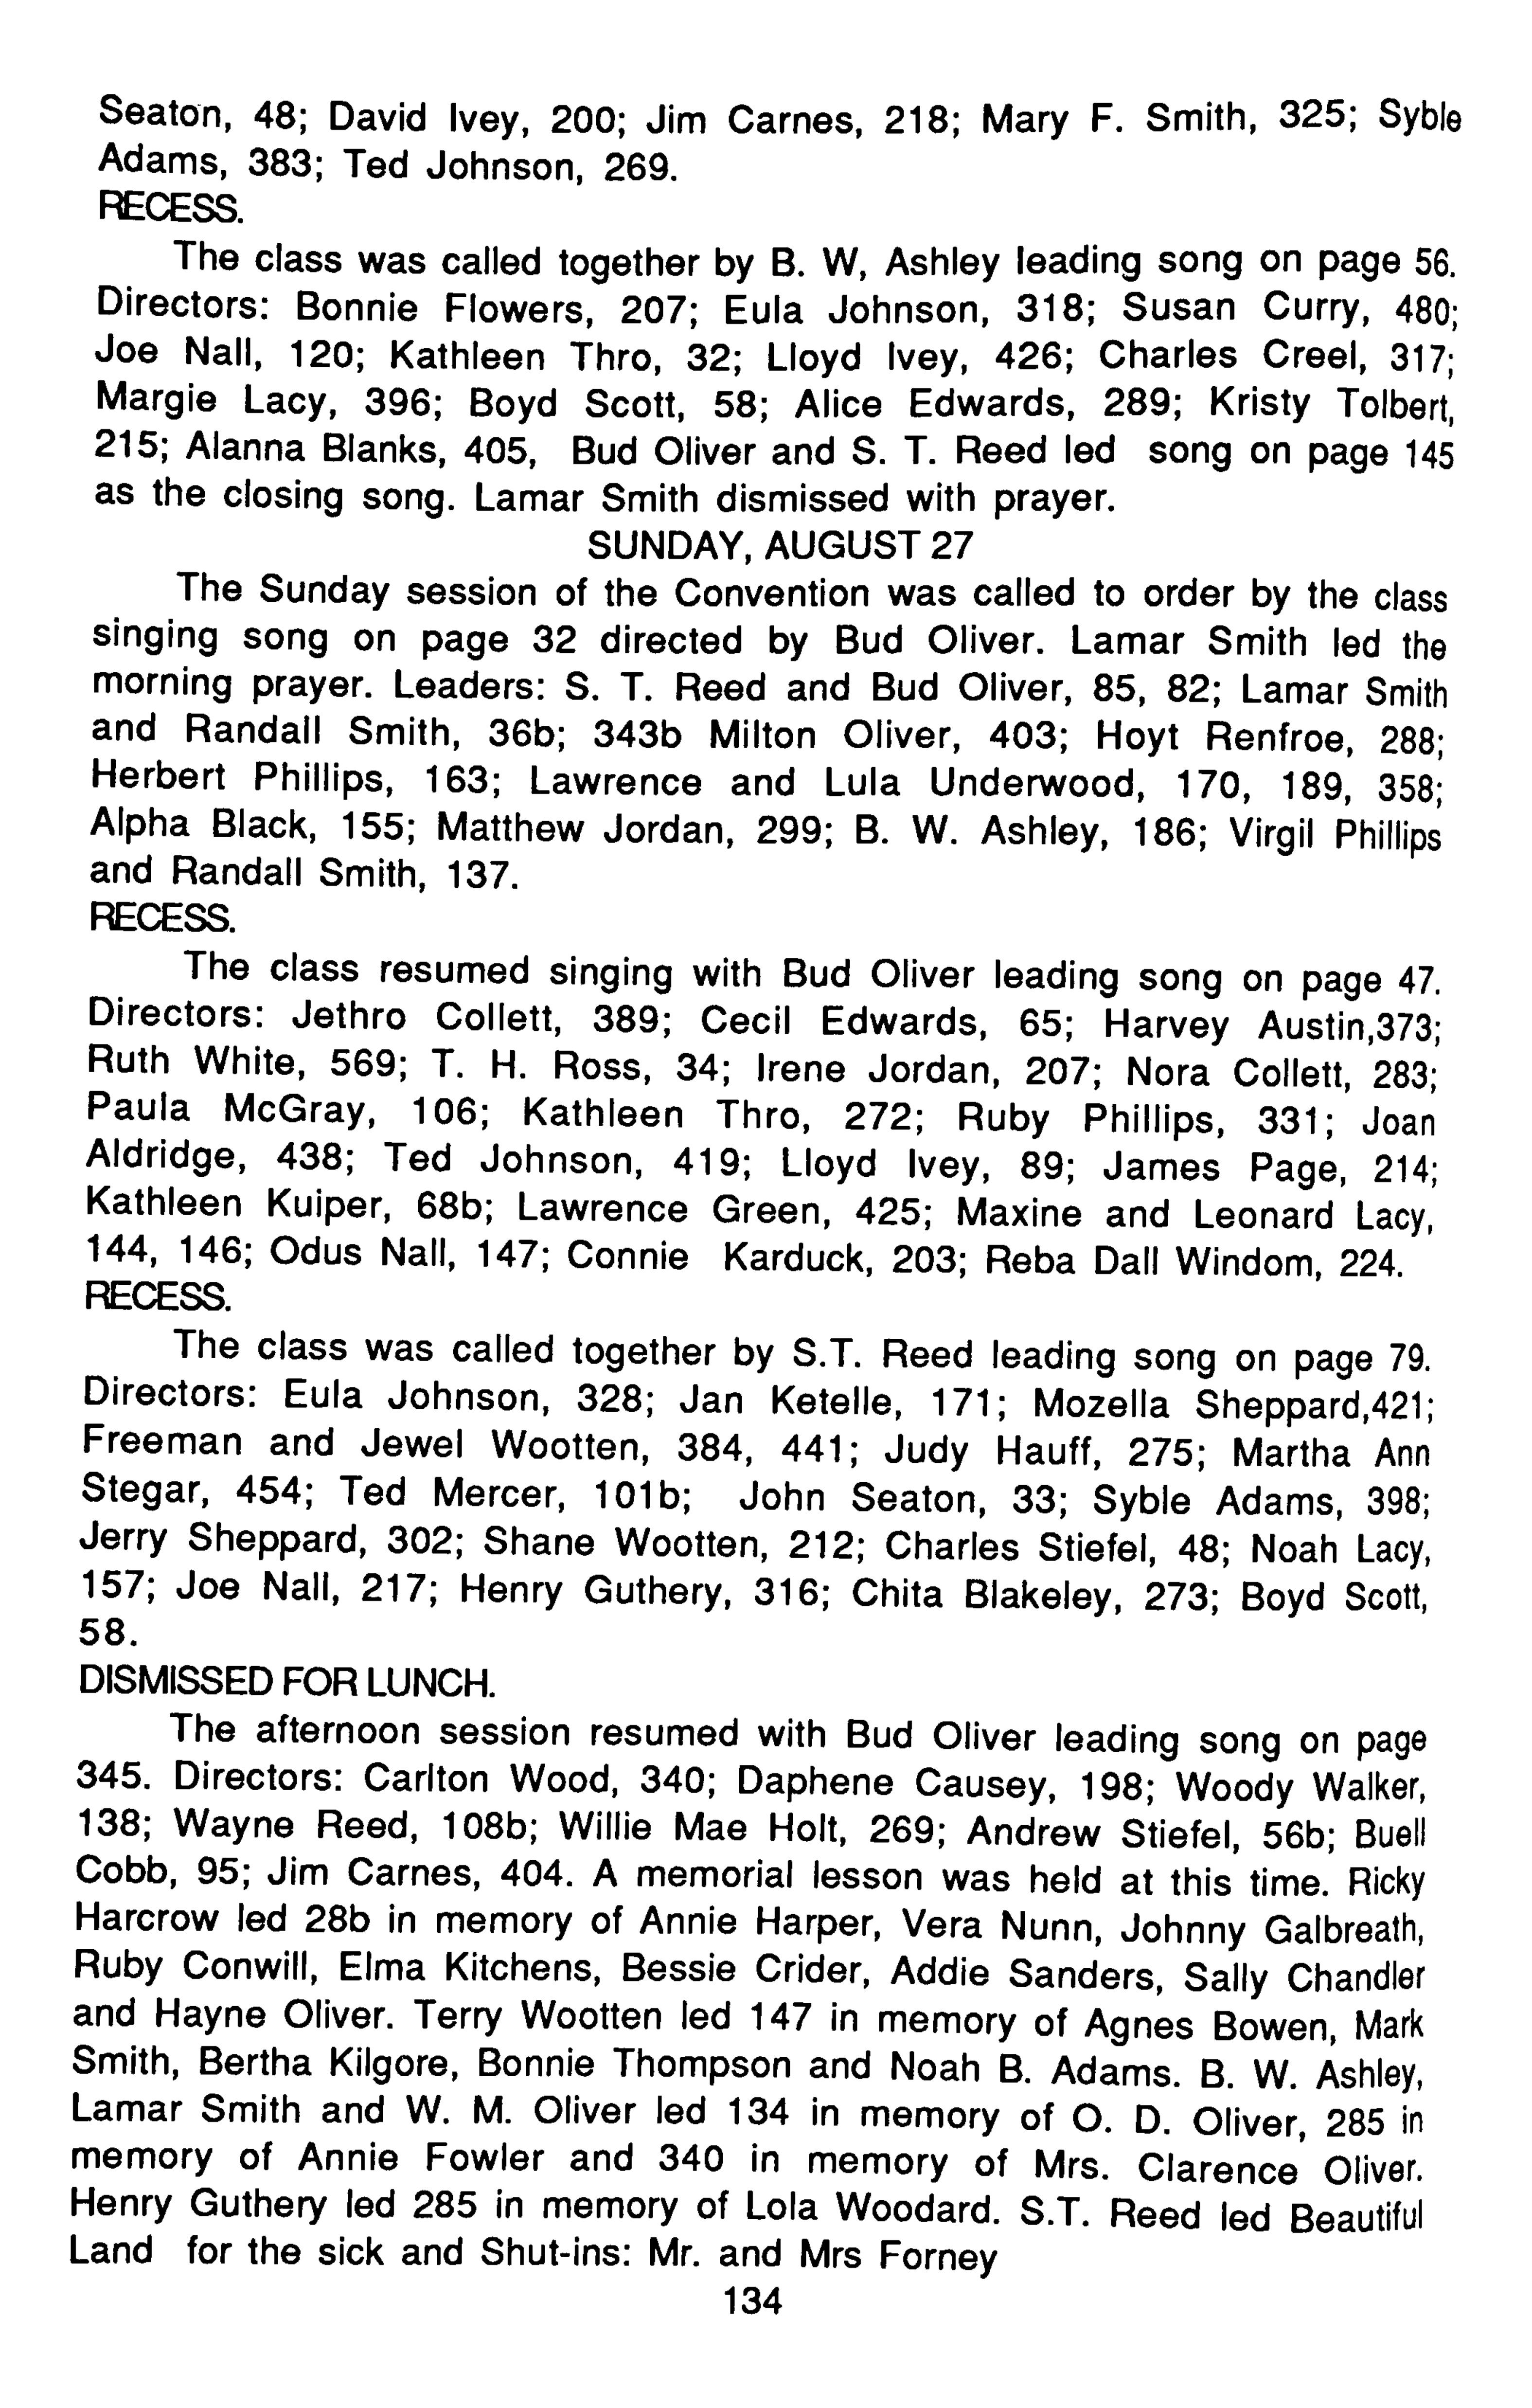 Seaton, 48; David Ivey, 200; Jim Carnes, 218; Mary F. Smith, 325; Syble
Adams, 383; Ted Johnson, 269.
RECESS.
The class was called together by B. W, Ashley leading song on page 56.
Directors: Bonnie Flowers, 207; Eula Johnson, 318; Susan Curry, 480;
Joe Nall, 120; Kathleen Thro, 32; Lloyd Ivey, 426; Charles Creel, 317;
Margie Lacy, 396; Boyd Scott, 58; Alice Edwards, 289; Kristy Tolbert,
215; Alanna Blanks, 405, Bud Oliver and S. T. Reed led song on page 145
as the closing song. Lamar Smith dismissed with prayer.
SUNDAY, AUGUST 27
The Sunday session of the Convention was called to order by the class
singing song on page 32 directed by Bud Oliver. Lamar Smith led the
morning prayer. Leaders: S. T. Reed and Bud Oliver, 85, 82; Lamar Smith
and Randall Smith, 36b; 343b Milton Oliver, 403; Hoyt Renfroe, 288;
Herbert Phillips, 163; Lawrence and Lula Underwood, 170, 189, 358;
Alpha Black, 155; Matthew Jordan, 299; B. W. Ashley, 186; Virgil Phillips
and Randall Smith, 137.
RECESS.
The class resumed singing with Bud Oliver leading song on page 47.
Directors: Jethro Collett, 389; Cecil Edwards, 65; Harvey Austin,373;
Ruth White, 569; T. H. Ross, 34; Irene Jordan, 207; Nora Collett, 283;
Paula McGray, 106; Kathleen Thro, 272; Ruby Phillips, 331; Joan
Aldridge, 438; Ted Johnson, 419; Lloyd Ivey, 89; James Page, 214;
Kathleen Kuiper, 68b; Lawrence Green, 425; Maxine and Leonard Lacy,
144, 146; Odus Nall, 147; Connie Karduck, 203; Reba Dall Windom, 224.
RECESS.
The class was called together by S.T. Reed leading song on page 79.
Directors: Eula Johnson, 328; Jan Ketelle, 171; Mozella Sheppard,421;
Freeman and Jewel Wootten, 384, 441; Judy Hauff, 275; Martha Ann
Stegar, 454; Ted Mercer, 101b; John Seaton, 33; Syble Adams, 398;
Jerry Sheppard, 302; Shane Wootten, 212; Charles Stiefel, 48; Noah Lacy,
157; Joe Nall, 217; Henry Guthery, 316; Chita Blakeley, 273; Boyd Scott,
58.
DISMISSED FOR LUNCH.
The afternoon session resumed with Bud Oliver leading song on page
345. Directors: Carlton Wood, 340; Daphene Causey, 198; Woody Walker,
138; Wayne Reed, 108b; Willie Mae Holt, 269; Andrew Stiefel, 56b; Buell
Cobb, 95; Jim Carnes, 404. A memorial lesson was held at this time. Ricky
Harcrow led 28b in memory of Annie Harper, Vera Nunn, Johnny Galbreath,
Ruby Conwill, Elma Kitchens, Bessie Crider, Addie Sanders, Sally Chandler
and Hayne Oliver. Terry Wootten led 147 in memory of Agnes Bowen, Mark
Smith, Bertha Kilgore, Bonnie Thompson and Noah B. Adams. B. W. Ashley,
Lamar Smith and W. M. Oliver led 134 in memory of O. D. Oliver, 285 in
memory of Annie Fowler and 340 in memory of Mrs. Clarence Oliver.
Henry Guthery led 285 in memory of Lola Woodard. S.T. Reed led Beautiful
Land for the sick and Shut-ins: Mr. and Mrs Forney
134